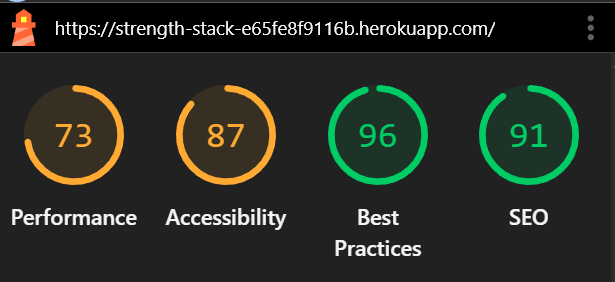 https://strength-stack-e65fe8f9116b.herokuapp.com/
73 87 96 91
Performance Accessibility Best Practices SEO